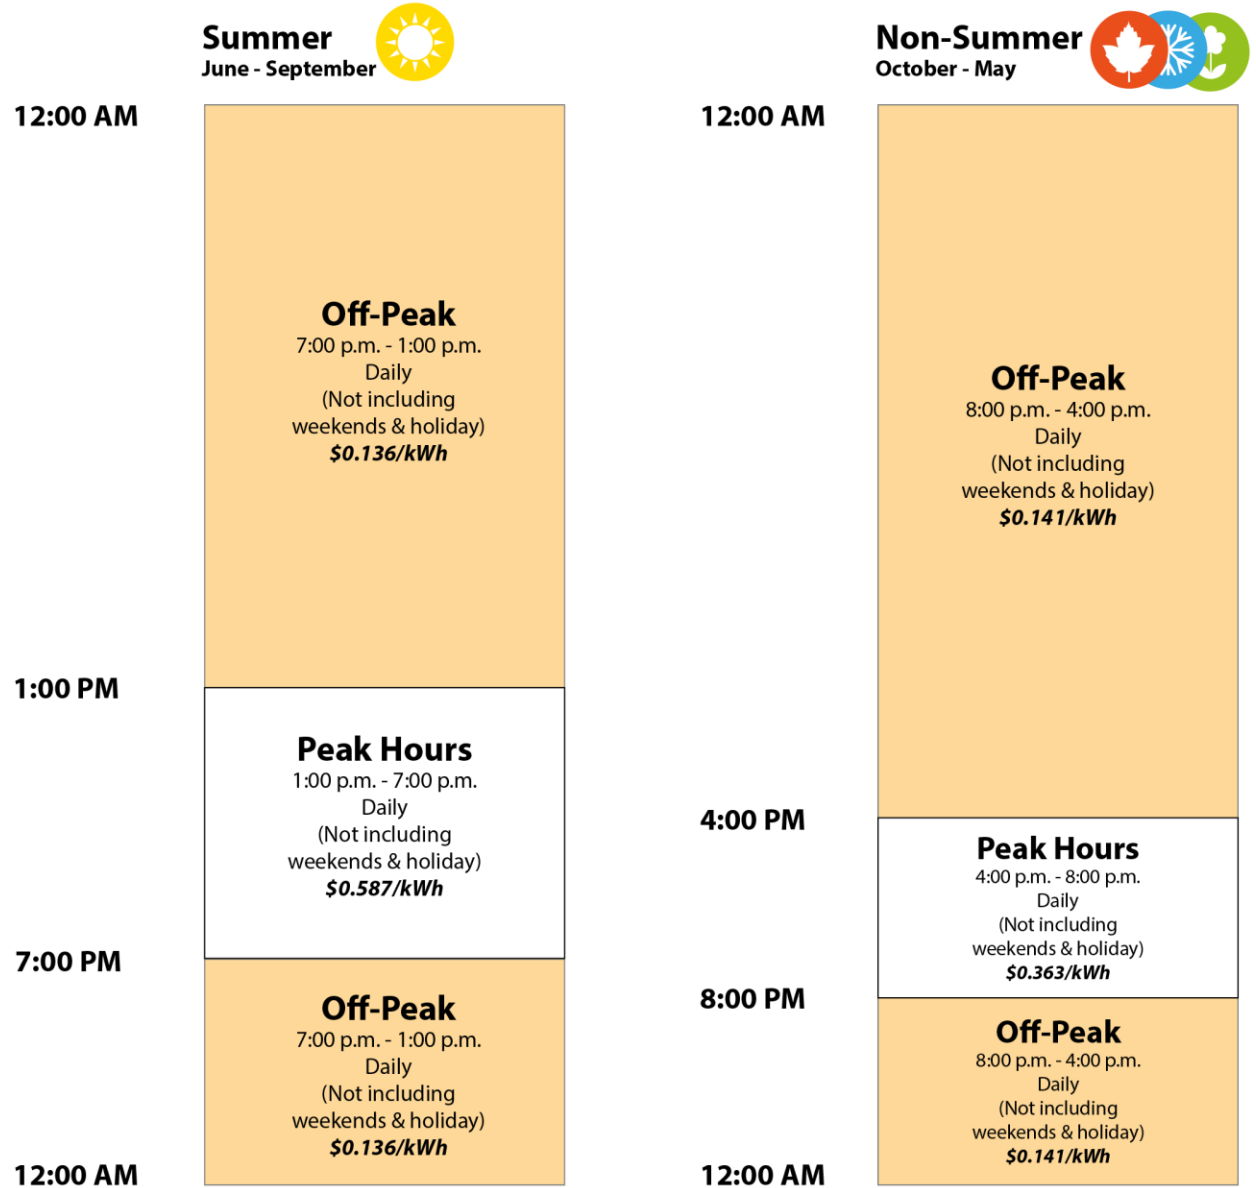 Summer
June - September
12:00 AM
Off-Peak
7:00 p.m. - 1:00 p.m.
Daily
(Not including
weekends & holiday)
$0.136/kWh
1:00 PM
Peak Hours
1:00 p.m. - 7:00 p.m.
Daily
(Not including
weekends & holiday)
$0.587/kWh
7:00 PM
Off-Peak
7:00 p.m. - 1:00 p.m.
Daily
(Not including
weekends & holiday)
$0.136/kWh
12:00 AM
Non-Summer
October - May
12:00 AM
Off-Peak
8:00 p.m. - 4:00 p.m.
Daily
(Not including
weekends & holiday)
$0.141/kWh
4:00 PM
Peak Hours
4:00 p.m. - 8:00 p.m.
Daily
(Not including
weekends & holiday)
$0.363/kWh
8:00 PM
Off-Peak
8:00 p.m. - 4:00 p.m.
Daily
(Not including
weekends & holiday)
$0.141/kWh
12:00 AM